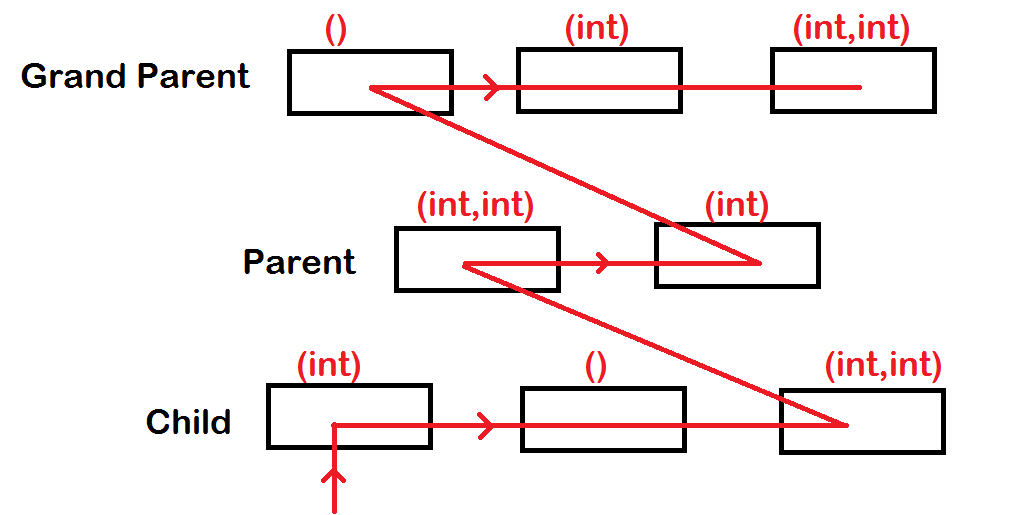 () (int) (int,int)
Grand Parent
(int,int) (int)
Parent
(int) () (int,int)
Child